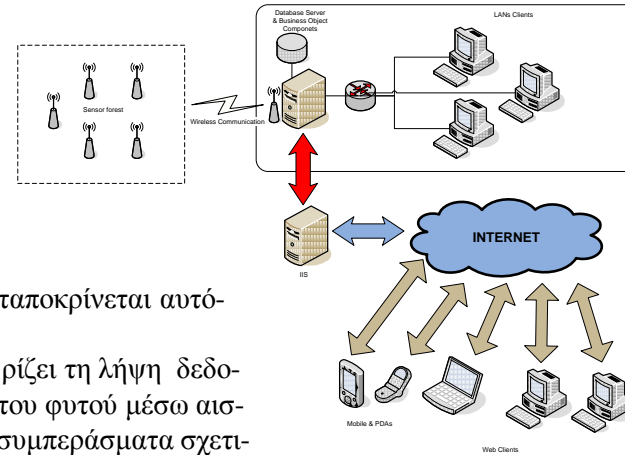 Database Server
& Business Object
Componets
LANs Clients
Sensor forest
Wireless Communication
INTERNET
IIS
ταποκρίνεται αυτό-
ρίζει τη λήψη δεδο-
του φυτού μέσω αισ-
συμπεράσματα σχετι-
Mobile & PDAs
Web Clients